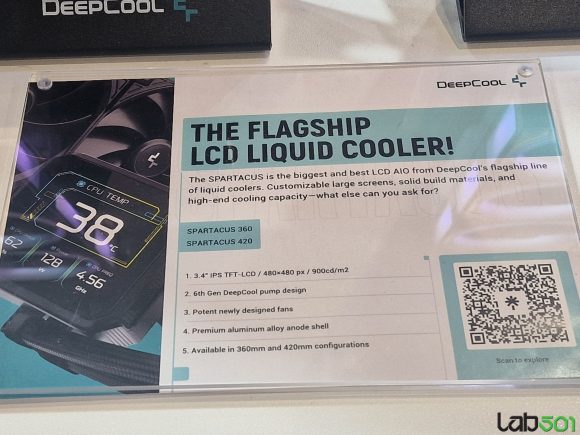 DEEPCOOL
DEEPCOOL
THE FLAGSHIP
LCD LIQUID COOLER!
The SPARTACUS is the biggest and best LCD AIO from DeepCool's flagship line
of liquid coolers. Customizable large screens, solid build materials, and
high-end cooling capacity—what else can you ask for?
SPARTACUS 360
SPARTACUS 420
1. 3.4" IPS TFT-LCD / 480×480 px / 900cd/m2
2. 6th Gen DeepCool pump design
3. Potent newly designed fans
4. Premium aluminum alloy anode shell
5. Available in 360mm and 420mm configurations
Scan to explore
CPU TEMP
38 °C
62
128
W
CPU FREQ
4.56
GHz
Lab501